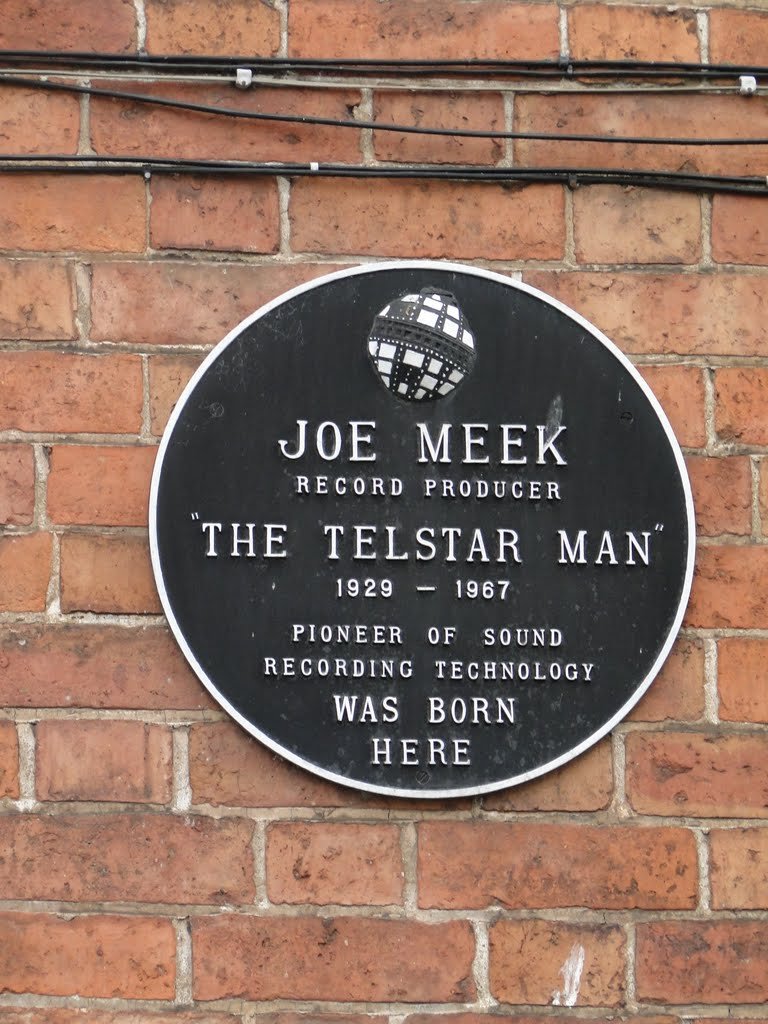 JOE MEEK
RECORD PRODUCER
"THE TELSTAR MAN"
1929 – 1967
PIONEER OF SOUND
RECORDING TECHNOLOGY
WAS BORN
HERE